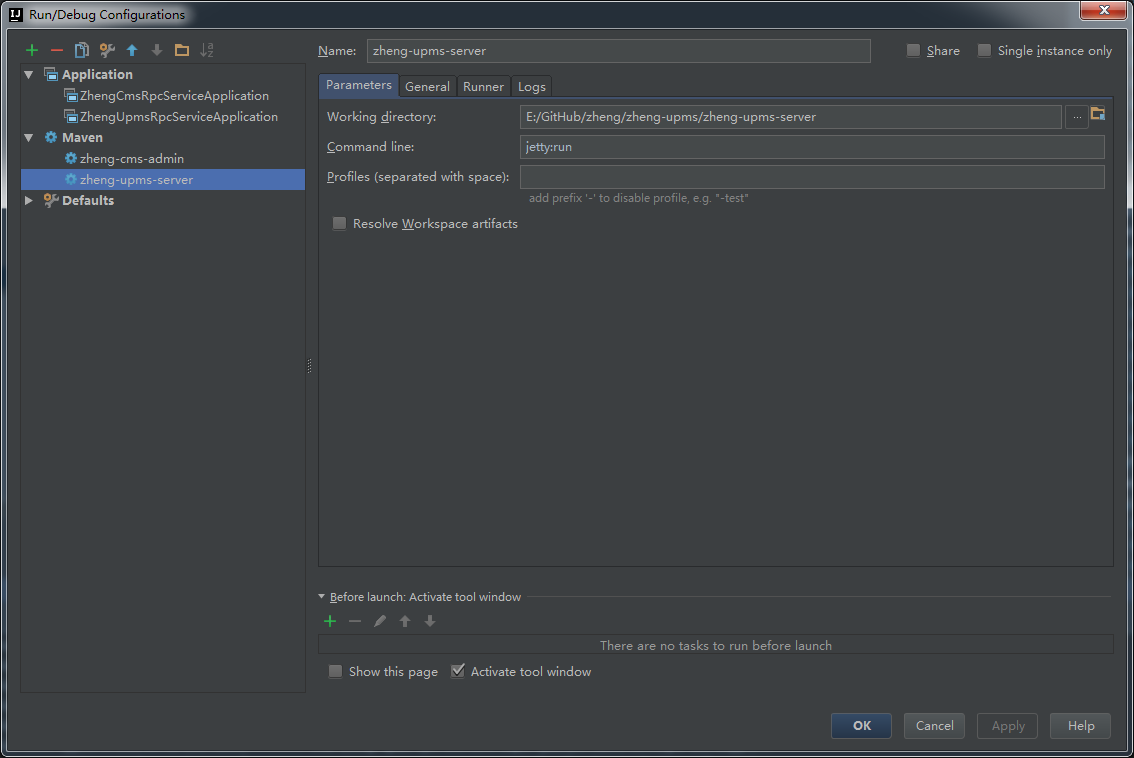 Run/Debug Configurations
Name: zheng-upms-server Share Single instance only
Application
ZhengCmsRpcServiceApplication
ZhengUpmsRpcServiceApplication
Maven
zheng-cms-admin
zheng-upms-server
Defaults
Parameters General Runner Logs
Working directory: E:/GitHub/zheng/zheng-upms/zheng-upms-server ...
Command line: jetty:run
Profiles (separated with space):
add prefix '-' to disable profile, e.g. "-test"
Resolve Workspace artifacts
Before launch: Activate tool window
There are no tasks to run before launch
Show this page Activate tool window
OK Cancel Apply Help